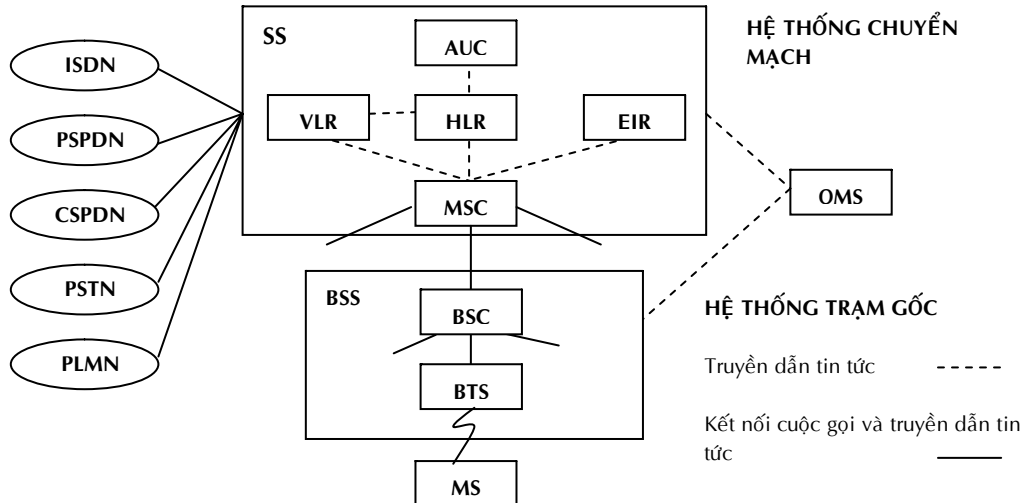 SS
HỆ THỐNG CHUYỂN
MẠCH
AUC
ISDN
VLR
HLR
EIR
PSPDN
OMS
CSPDN
MSC
PSTN
BSS
HỆ THỐNG TRẠM GỐC
BSC
PLMN
Truyền dẫn tin tức
BTS
Kết nối cuộc gọi và truyền dẫn tin
tức
MS